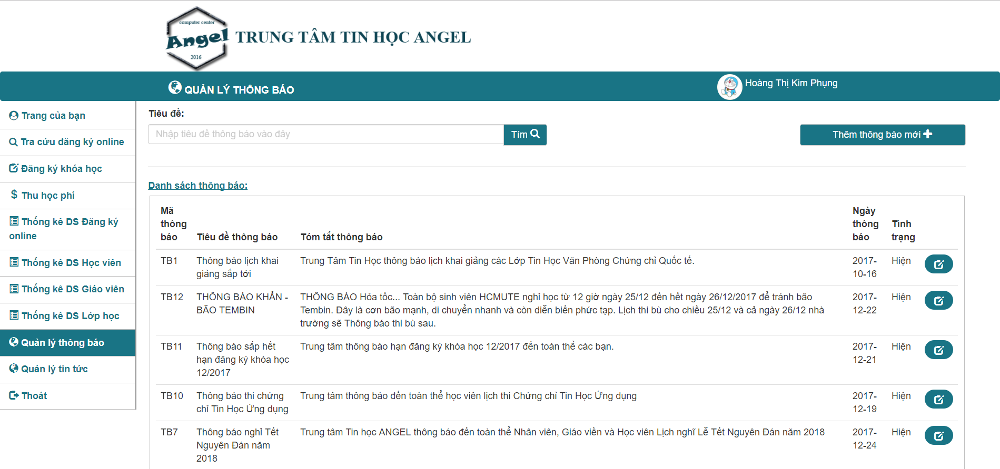 computer center
Angel
2016
TRUNG TÂM TIN HỌC ANGEL
QUẢN LÝ THÔNG BÁO
Hoàng Thị Kim Phụng
Trang của bạn
Tra cứu đăng ký online
Đăng ký khóa học
$ Thu học phí
Thống kê DS Đăng ký
online
Thống kê DS Học viên
Thống kê DS Giáo viên
Thống kê DS Lớp học
Quản lý thông báo
Quản lý tin tức
Thoát
Tiêu đề:
Nhập tiêu đề thông báo vào đây
Tìm
Thêm thông báo mới
Danh sách thông báo:
Mã
thông
báo
Tiêu đề thông báo
Tóm tắt thông báo
Ngày
thông
báo
Tình
trạng
TB1
Thông báo lịch khai
giảng sắp tới
Trung Tâm Tin Học thông báo lịch khai giảng các Lớp Tin Học Văn Phòng Chứng chỉ Quốc tế.
2017-
10-16
Hiện
TB12
THÔNG BÁO KHẨN -
BÃO TEMBIN
THÔNG BÁO Hỏa tốc... Toàn bộ sinh viên HCMUTE nghỉ học từ 12 giờ ngày 25/12 đến hết ngày 26/12/2017 để tránh bão
Tembin. Đây là cơn bão mạnh, di chuyển nhanh và còn diễn biến phức tạp. Lịch thi bù cho chiều 25/12 và cả ngày 26/12 nhà
trường sẽ Thông báo thi bù sau.
2017-
12-22
Hiện
TB11
Thông báo sắp hết
hạn đăng ký khóa học
12/2017
Trung tâm thông báo hạn đăng ký khóa học 12/2017 đến toàn thể các bạn.
2017-
12-21
Hiện
TB10
Thông báo thi chứng
chỉ Tin Học Ứng dụng
Trung tâm thông báo đến toàn thể học viên lịch thi Chứng chỉ Tin Học Ứng dụng
2017-
12-19
Hiện
TB7
Thông báo nghỉ Tết
Nguyên Đán năm
2018
Trung tâm Tin học ANGEL thông báo đến toàn thể Nhân viên, Giáo viền và Học viên Lịch nghĩ Lễ Tết Nguyên Đán năm 2018
2017-
12-24
Hiện